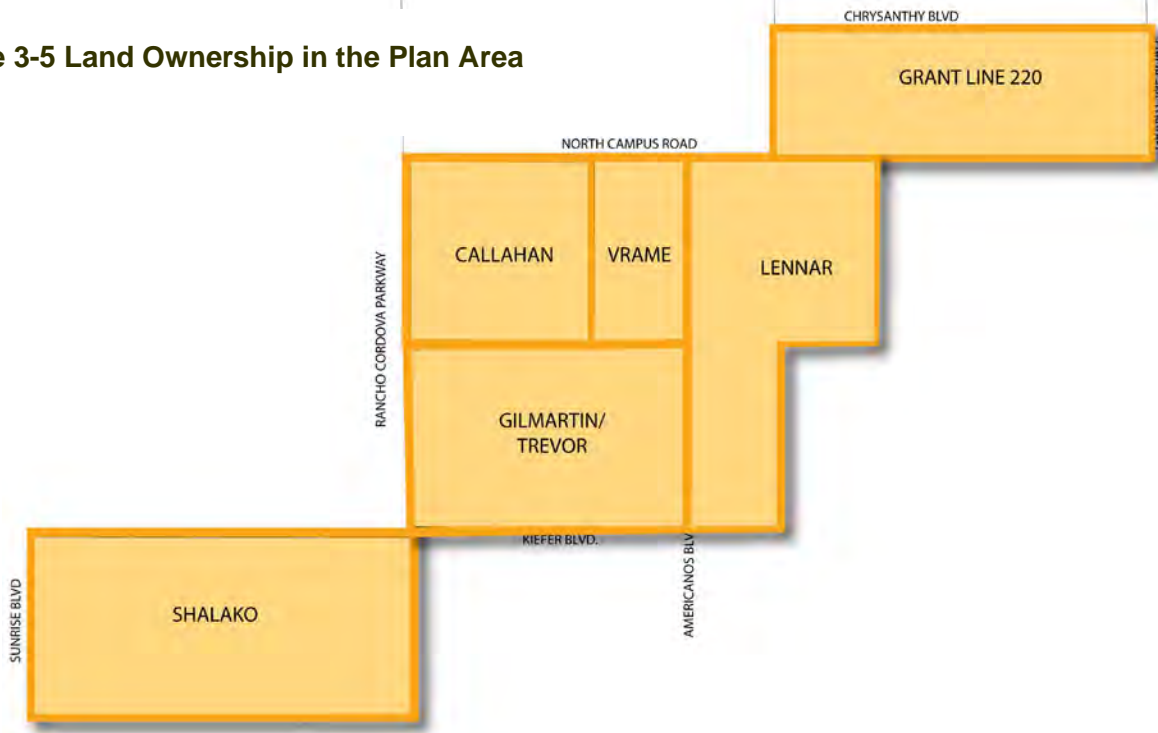 e 3-5 Land Ownership in the Plan Area
CHRYSANTHY BLVD
GRANT LINE 220
NORTH CAMPUS ROAD
CALLAHAN
VRAME
LENNAR
RANCHO CORDOVA PARKWAY
GILMARTIN/
TREVOR
KIEFER BLVD.
AMERICANOS BLV
SUNRISE BLVD
SHALAKO